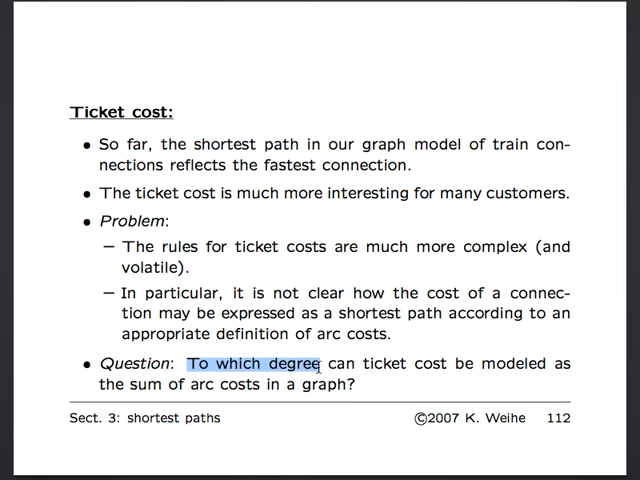 Ticket cost:
• So far, the shortest path in our graph model of train con-
nections reflects the fastest connection.
• The ticket cost is much more interesting for many customers.
• Problem:
– The rules for ticket costs are much more complex (and
volatile).
– In particular, it is not clear how the cost of a connec-
tion may be expressed as a shortest path according to an
appropriate definition of arc costs.
• Question: To which degree can ticket cost be modeled as
the sum of arc costs in a graph?
Sect. 3: shortest paths ©2007 K. Weihe 112